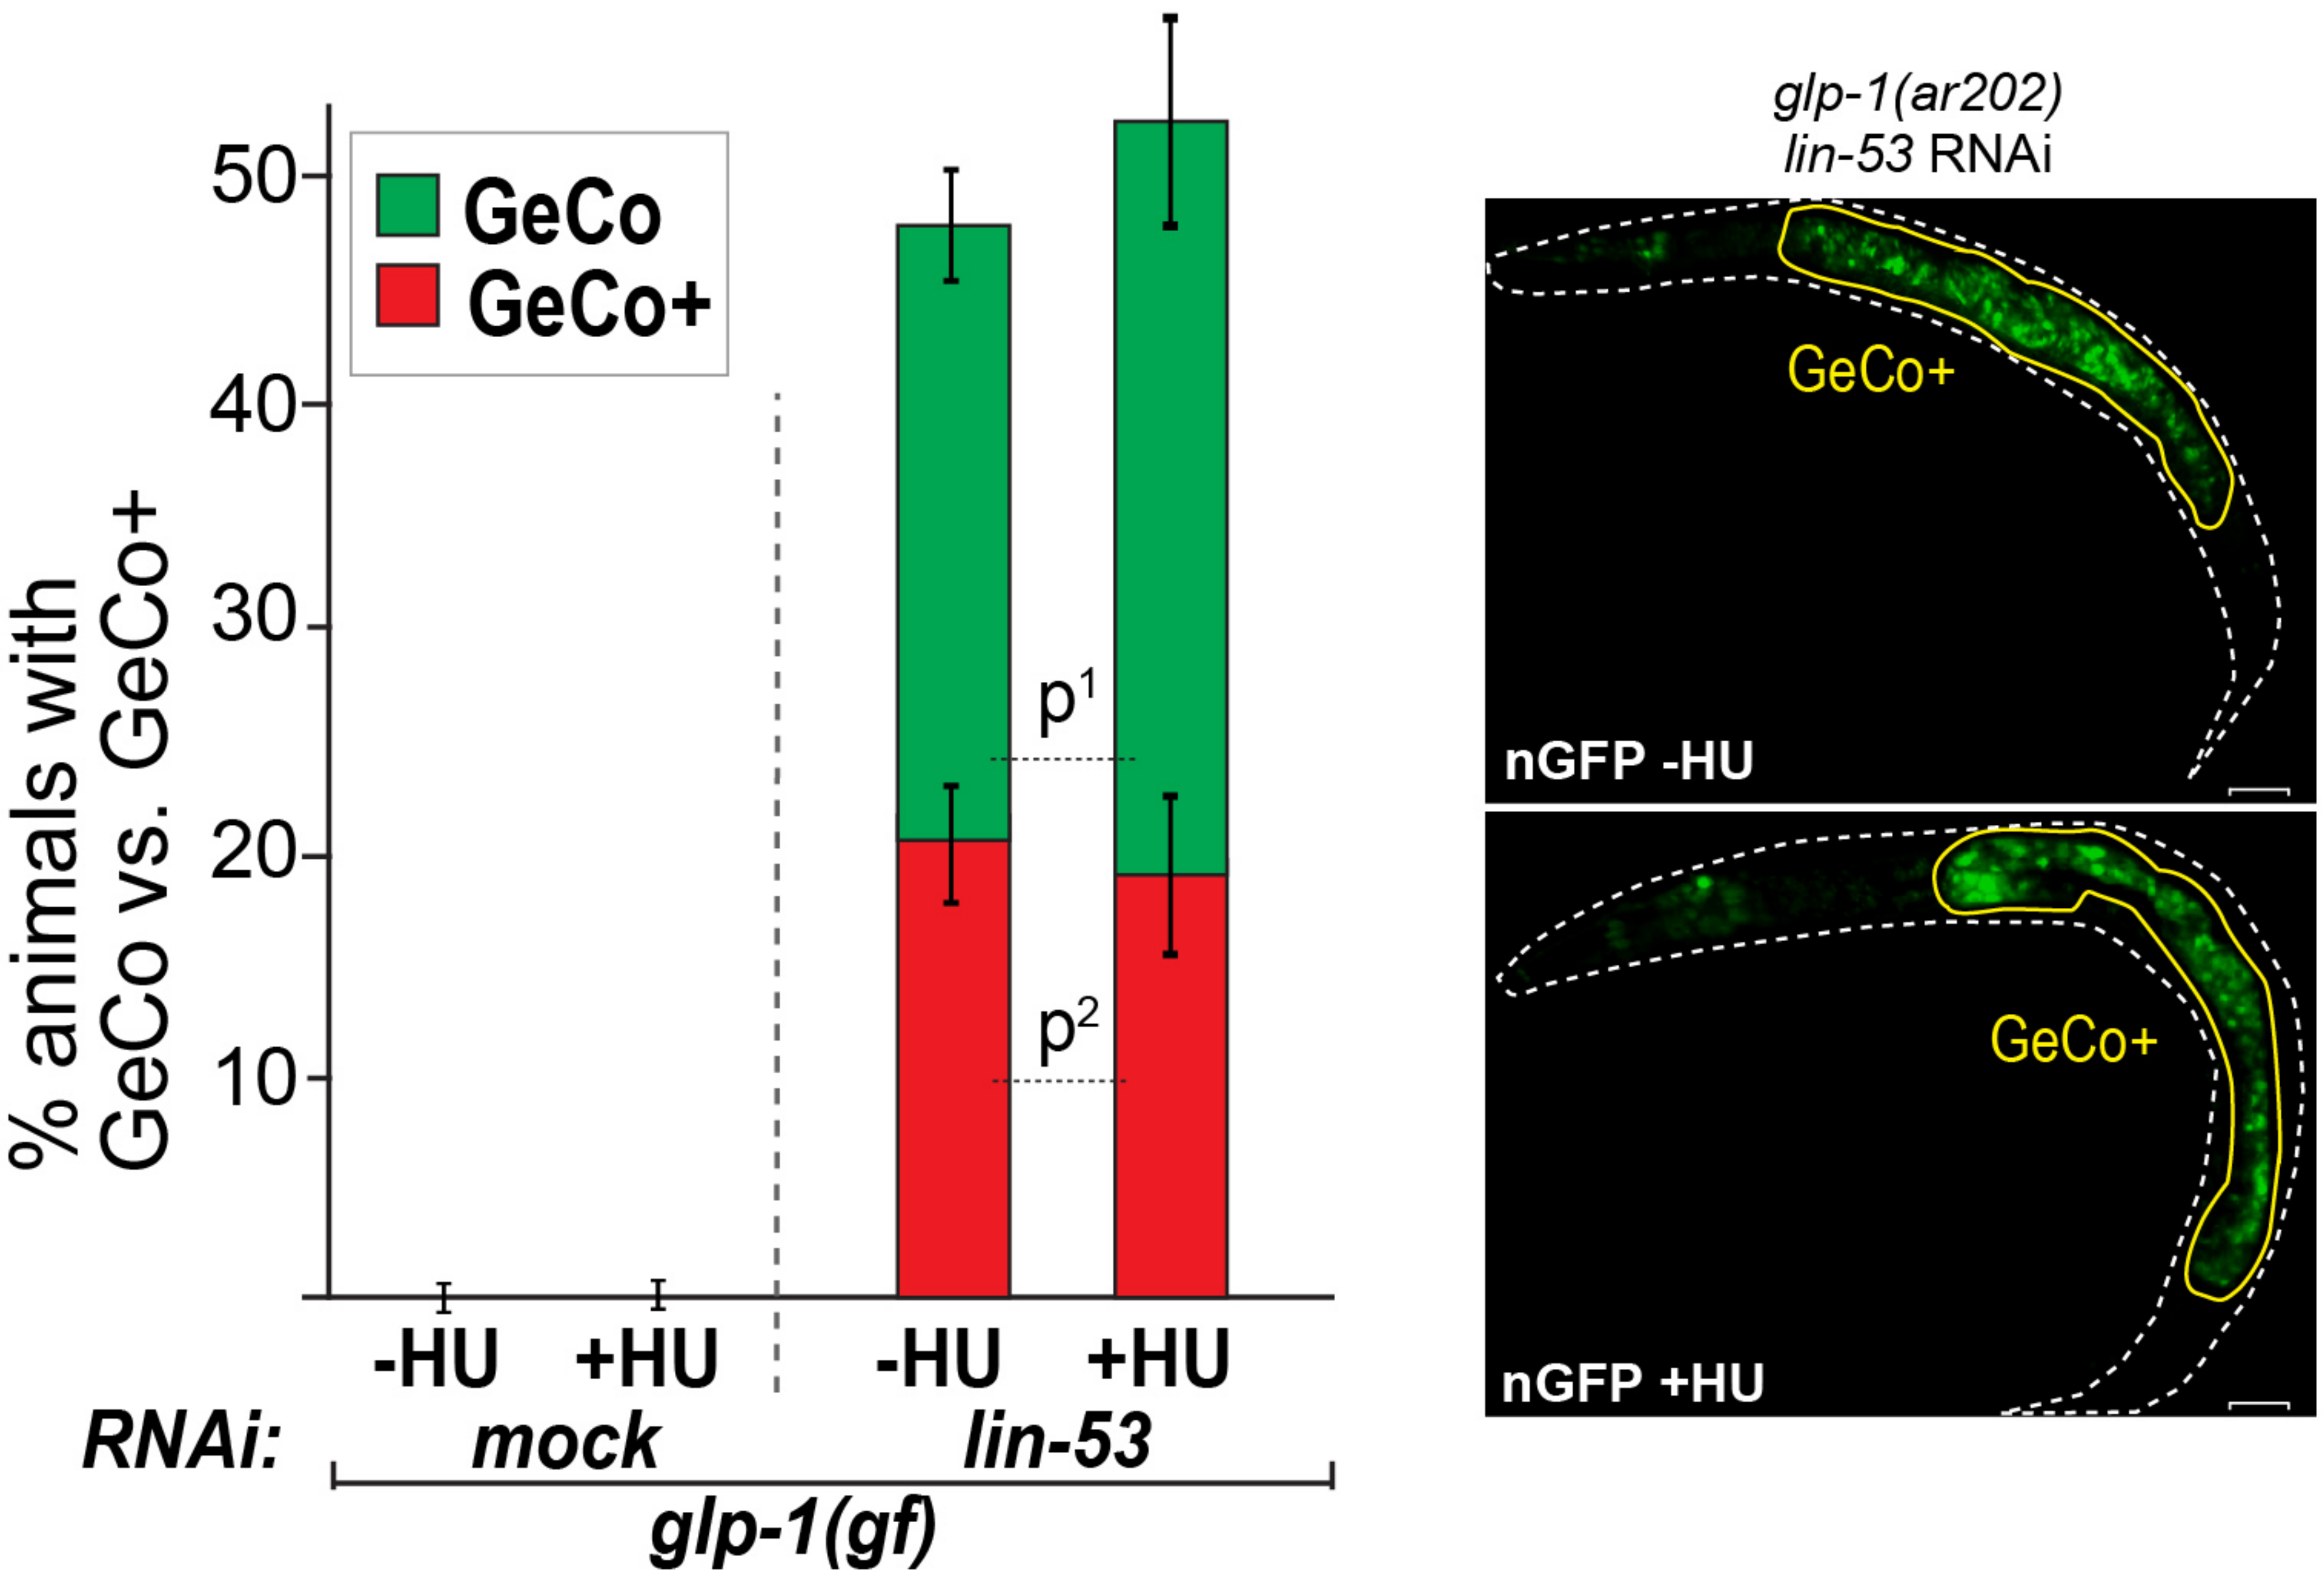 % animals with
GeCo vs. GeCo+
50
40
30
20
10
GeCo
GeCo+
p¹
p²
-HU +HU -HU +HU
RNAi: mock lin-53
glp-1(gf)
glp-1(ar202)
lin-53 RNAi
GeCo+
nGFP -HU
GeCo+
nGFP +HU